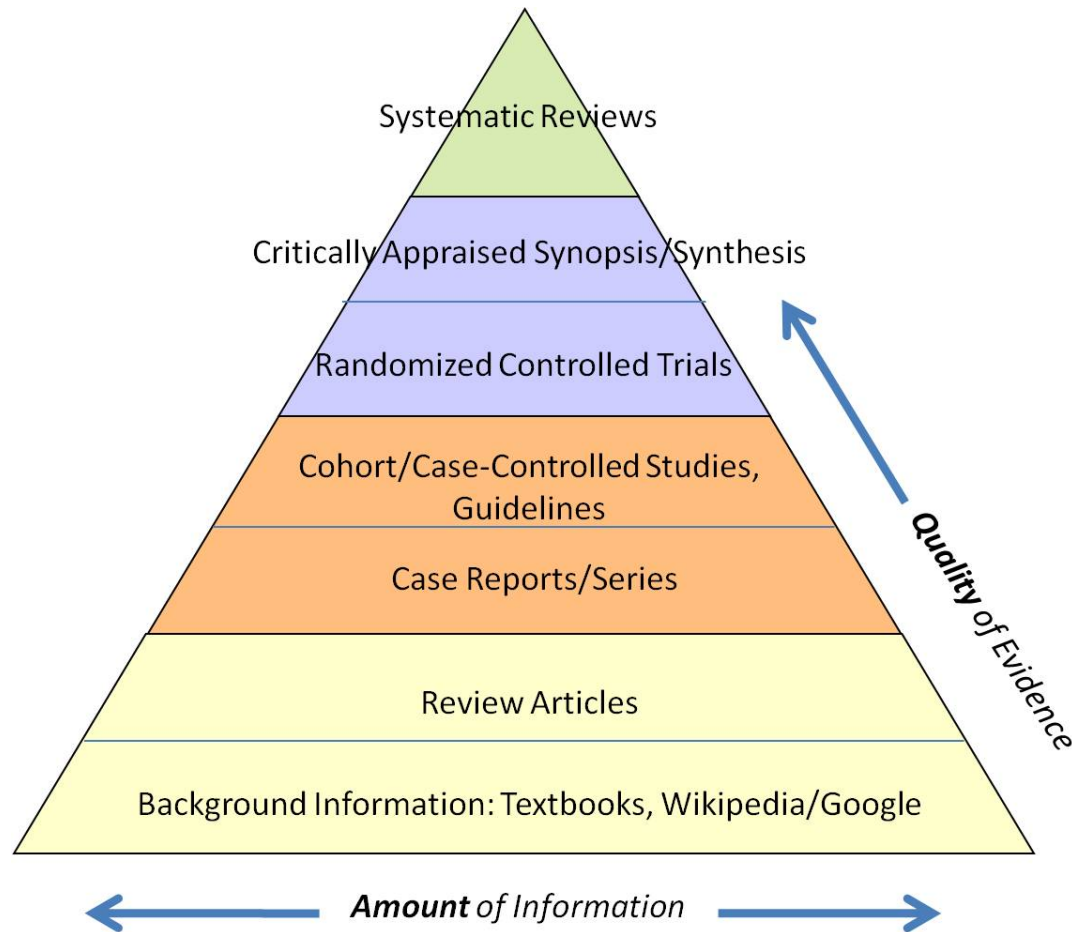 Systematic Reviews
Critically Appraised Synopsis/Synthesis
Randomized Controlled Trials
Cohort/Case-Controlled Studies,
Guidelines
Case Reports/Series
Review Articles
Background Information: Textbooks, Wikipedia/Google
Quality of Evidence
Amount of Information